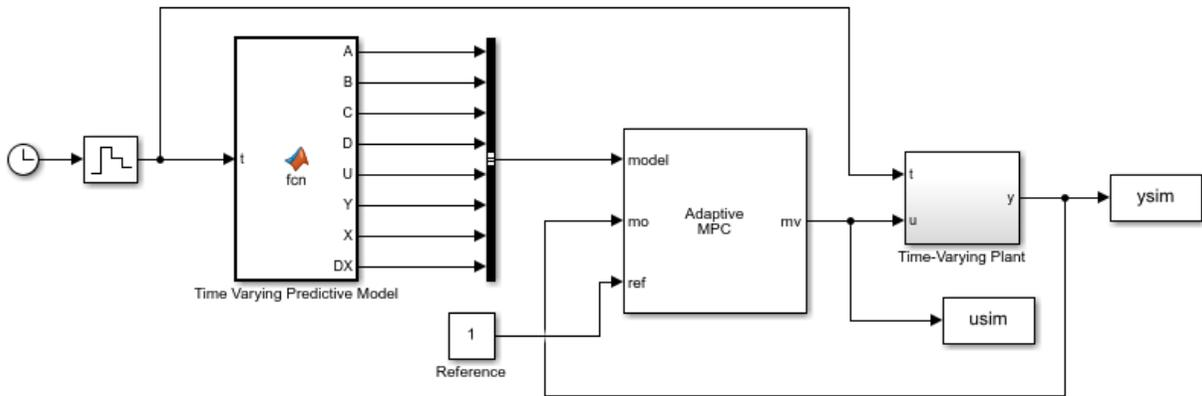 A
B
C
D
t
fcn
U
Y
X
DX
Time Varying Predictive Model
model
mo
ref
Adaptive
MPC
mv
1
Reference
t
u
y
Time-Varying Plant
ysim
usim